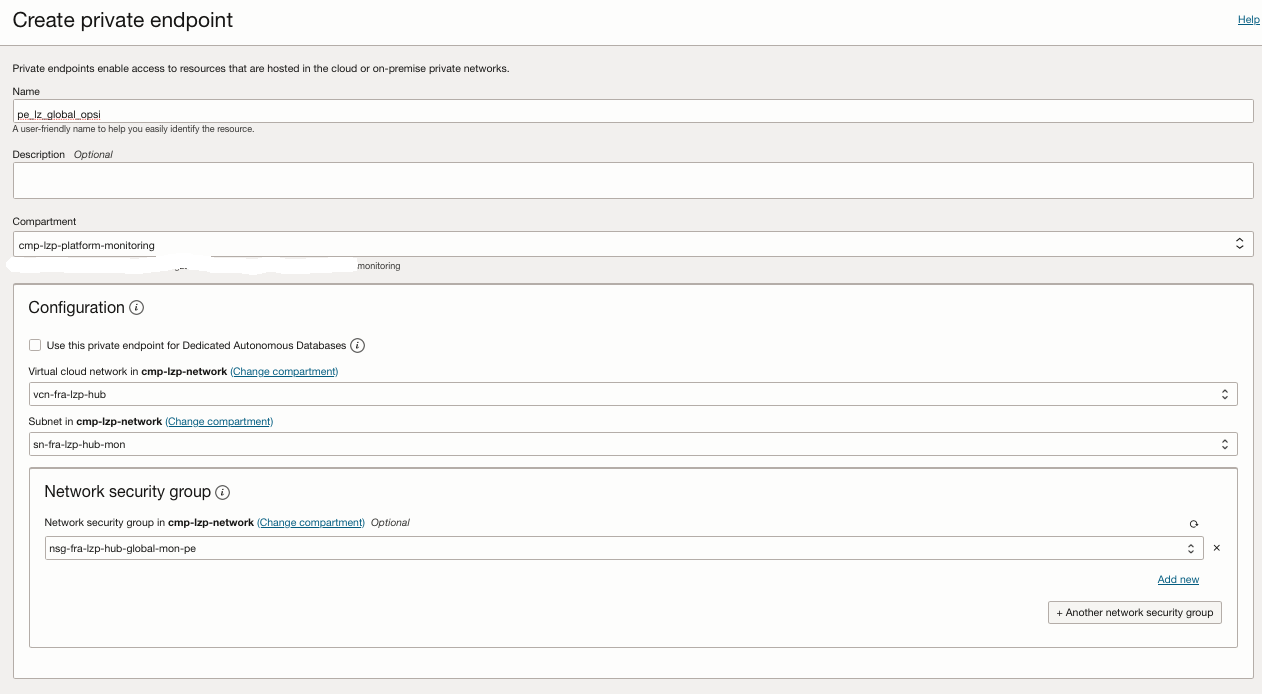 Create private endpoint
Help
Private endpoints enable access to resources that are hosted in the cloud or on-premise private networks.
Name
pe_lz_global_opsi
A user-friendly name to help you easily identify the resource.
Description Optional
Compartment
cmp-lzp-platform-monitoring
monitoring
Configuration
Use this private endpoint for Dedicated Autonomous Databases
Virtual cloud network in cmp-lzp-network (Change compartment)
vcn-fra-lzp-hub
Subnet in cmp-lzp-network (Change compartment)
sn-fra-lzp-hub-mon
Network security group
Network security group in cmp-lzp-network (Change compartment) Optional
nsg-fra-lzp-hub-global-mon-pe
Add new
+ Another network security group